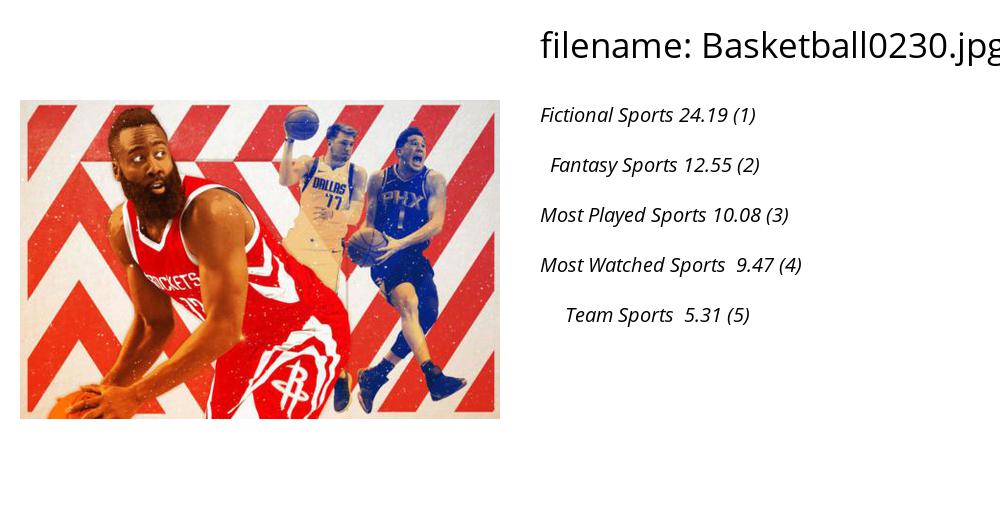 filename: Basketball0230.jpg
Fictional Sports 24.19 (1)
Fantasy Sports 12.55 (2)
Most Played Sports 10.08 (3)
Most Watched Sports 9.47 (4)
Team Sports 5.31 (5)
DALLAS
77
PHX
1
ROCKETS
13
R